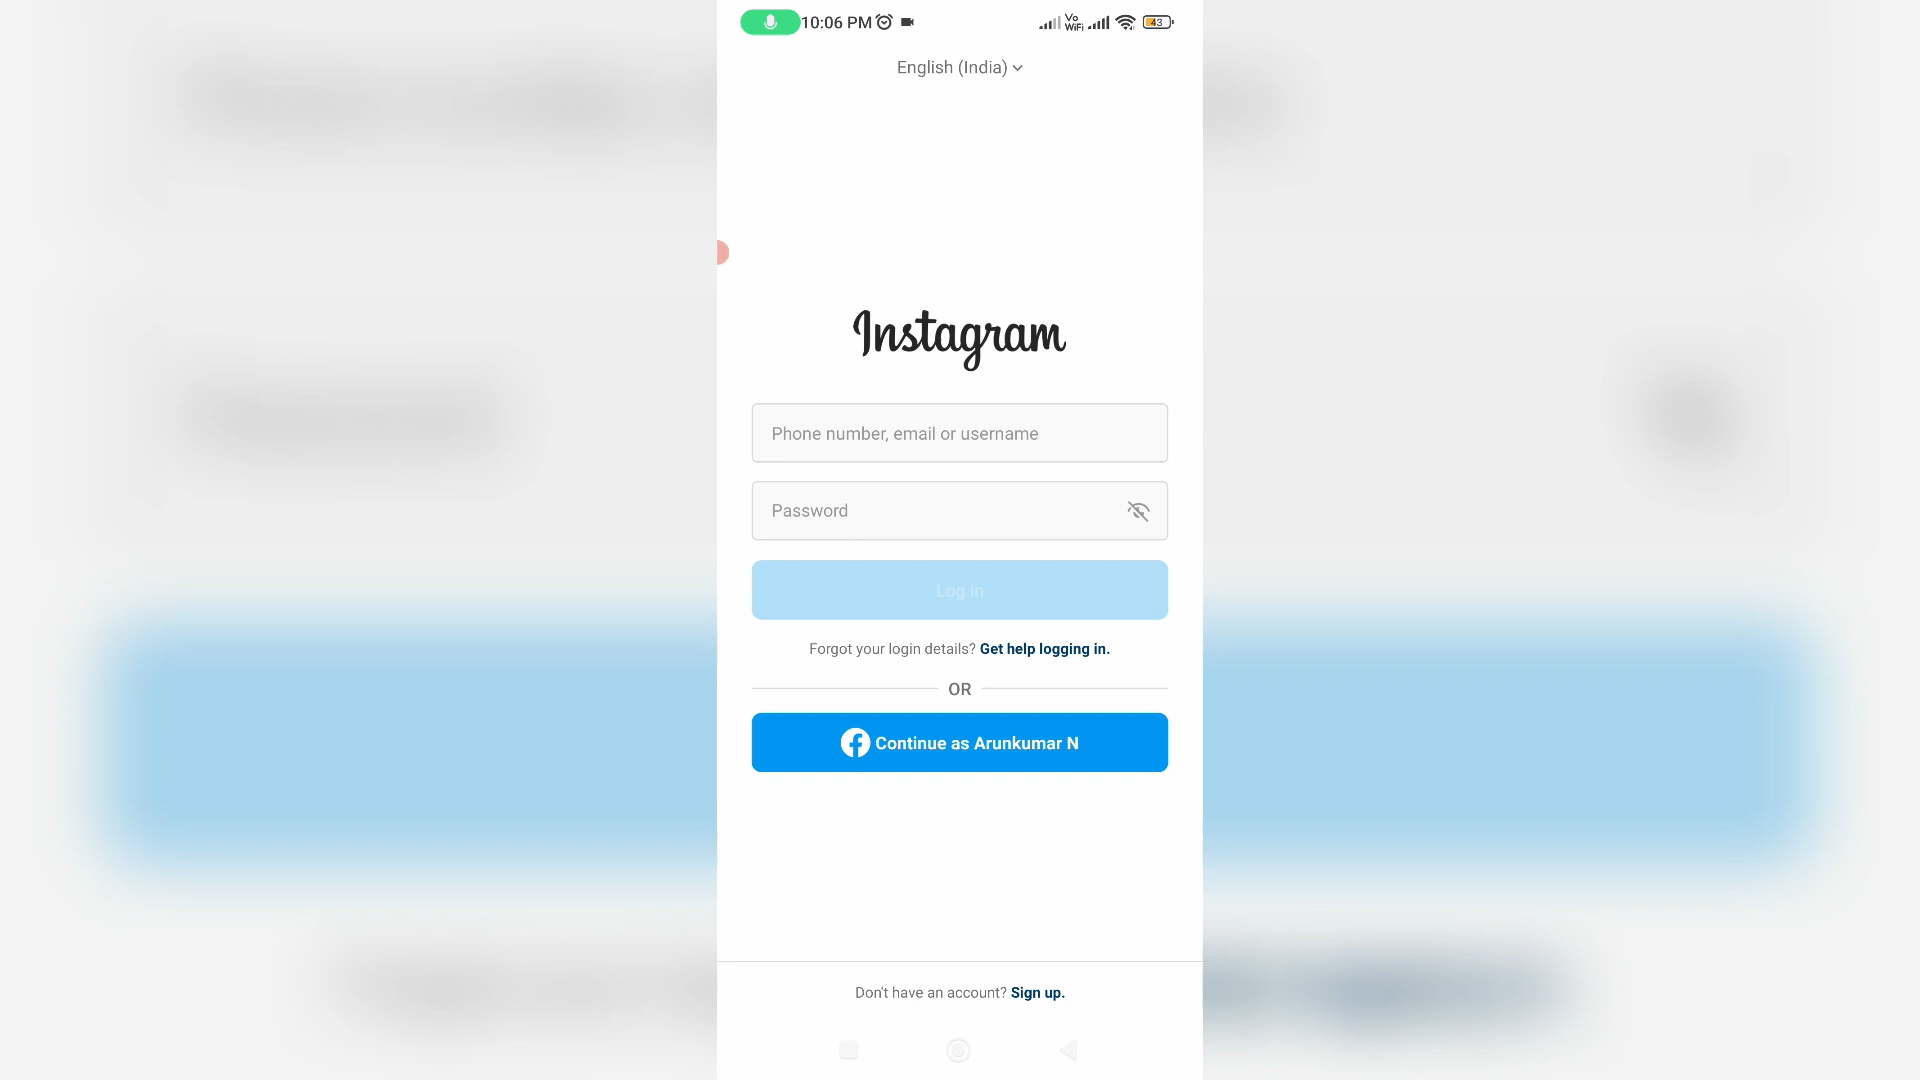 10:06 PM
Vo
WiFi
43
English (India)
Instagram
Phone number, email or username
Password
Log in
Forgot your login details? Get help logging in.
OR
Continue as Arunkumar N
Don't have an account? Sign up.